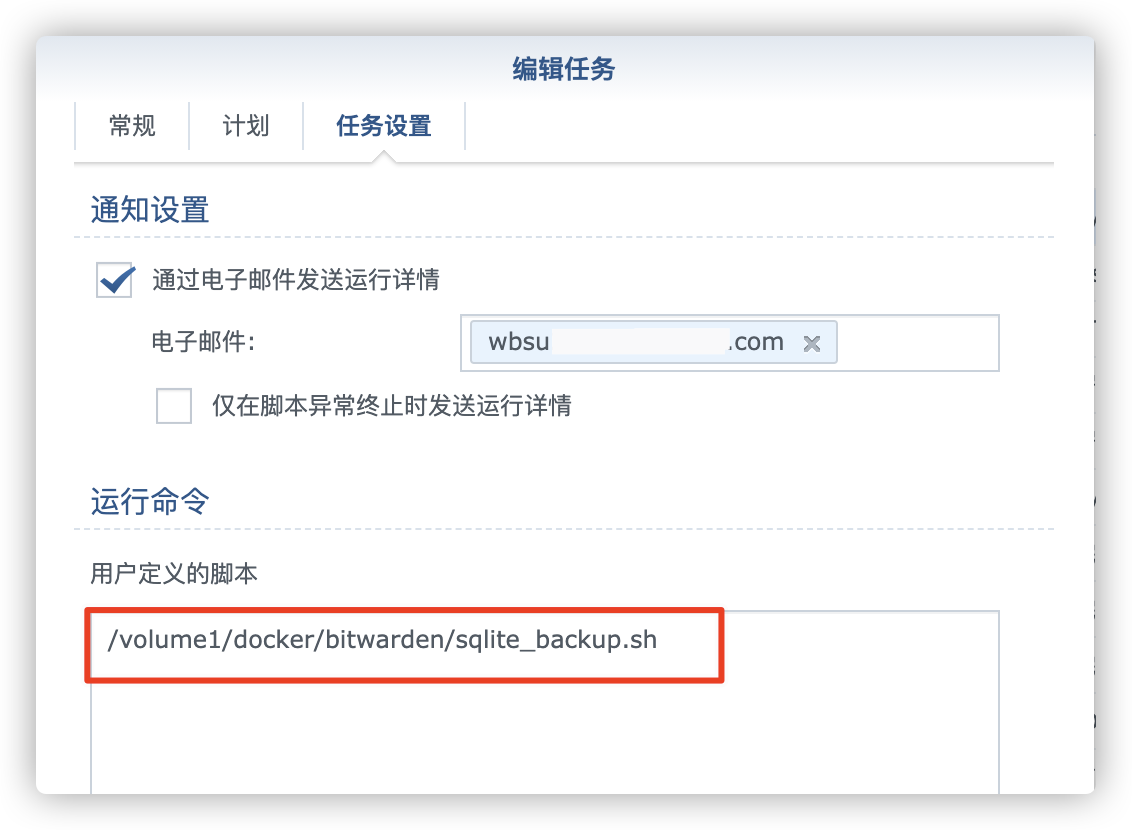 编辑任务
常规 计划 任务设置
通知设置
通过电子邮件发送运行详情
电子邮件: wbsu .com
仅在脚本异常终止时发送运行详情
运行命令
用户定义的脚本
/volume1/docker/bitwarden/sqlite_backup.sh